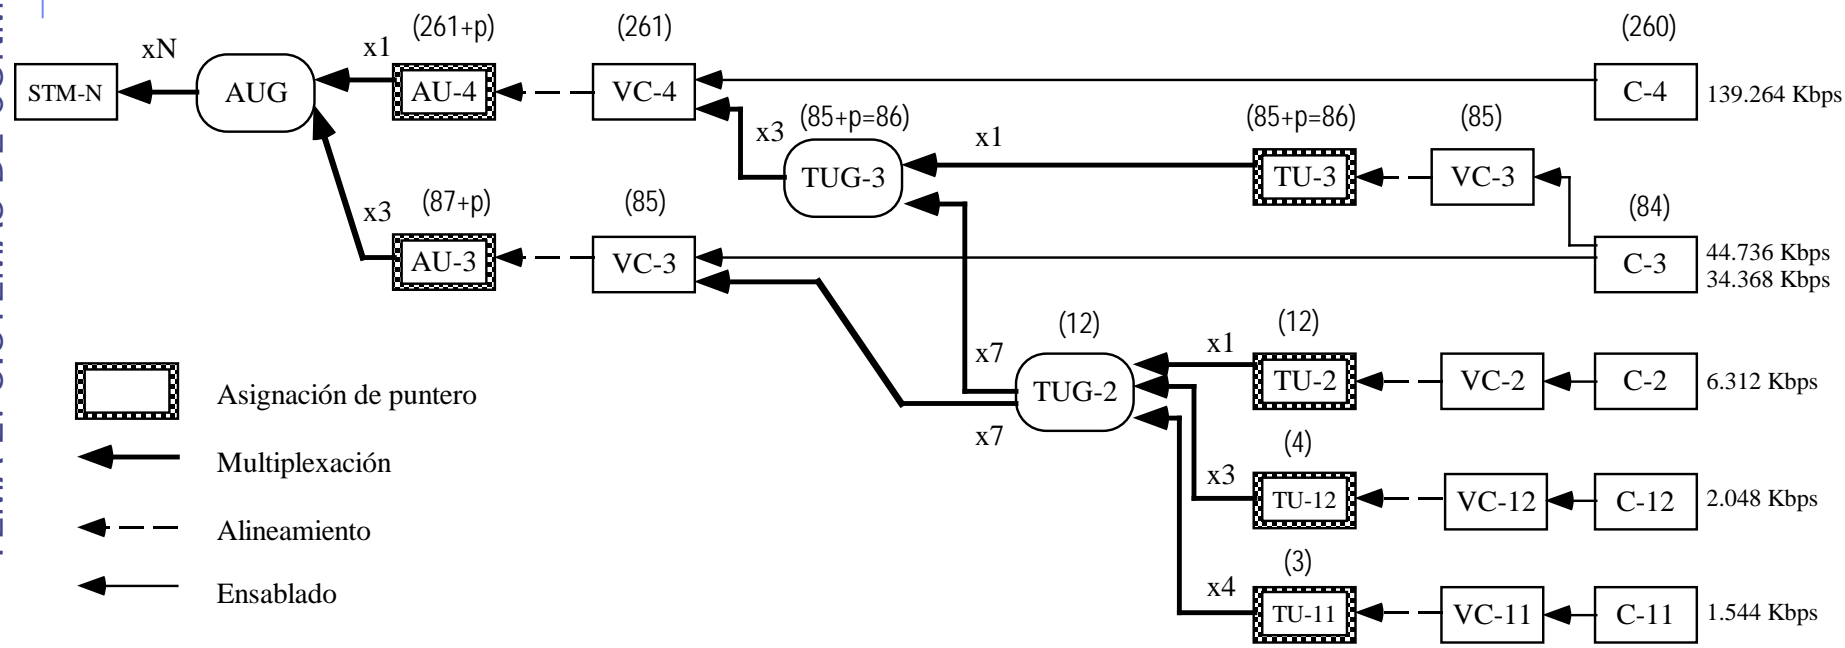 (261+p) (261) (260)
xN x1
STM-N AUG AU-4 VC-4 C-4 139.264 Kbps
x3 (85+p=86) x1 (85+p=86) (85)
TUG-3 TU-3 VC-3
x3 (87+p) (85) (84)
AU-3 VC-3 C-3 44.736 Kbps
34.368 Kbps
(12) (12)
x7 x1
TUG-2 TU-2 VC-2 C-2 6.312 Kbps
Asignación de puntero
x7 (4)
Multiplexación
x3 TU-12 VC-12 C-12 2.048 Kbps
Alineamiento
(3)
Ensablado
x4 TU-11 VC-11 C-11 1.544 Kbps